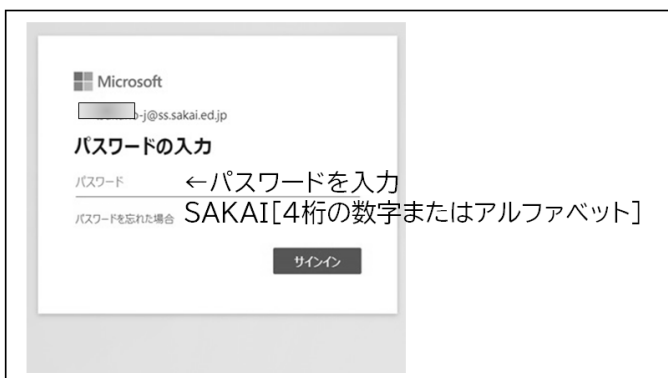 Microsoft
-j@ss.sakai.ed.jp
パスワードの入力
パスワード
←パスワードを入力
パスワードを忘れた場合
SAKAI[4桁の数字またはアルファベット]
サインイン